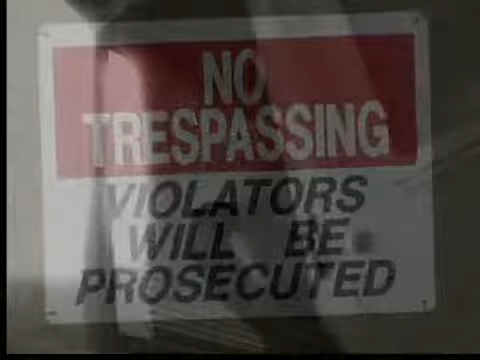 NO
TRESPASSING
VIOLATORS
WILL BE
PROSECUTED